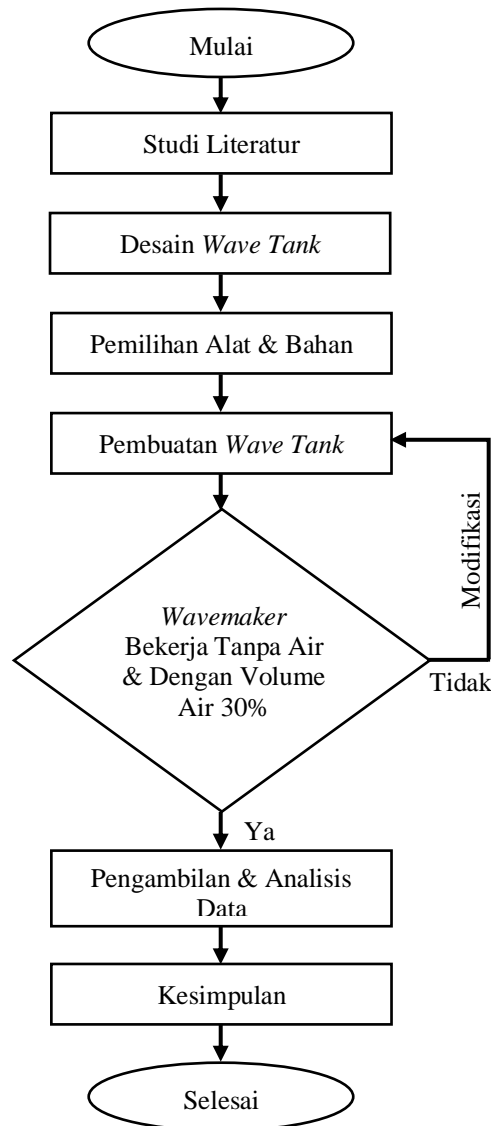 Mulai
Studi Literatur
Desain Wave Tank
Pemilihan Alat & Bahan
Pembuatan Wave Tank
Modifikasi
Wavemaker
Bekerja Tanpa Air
& Dengan Volume
Air 30%
Tidak
Ya
Pengambilan & Analisis
Data
Kesimpulan
Selesai